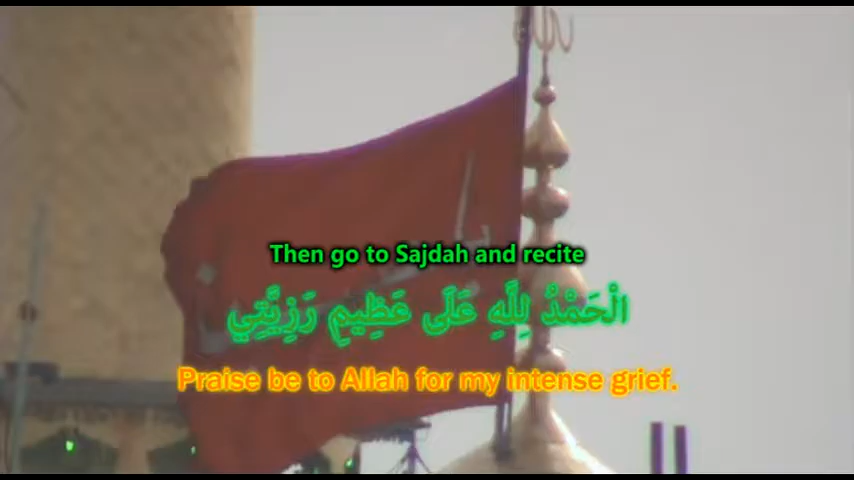 Then go to Sajdah and recite
الْحَمْدُ لِلَّهِ عَلَى عَظِيمِ رَزِيَّتِي
Praise be to Allah for my intense grief.